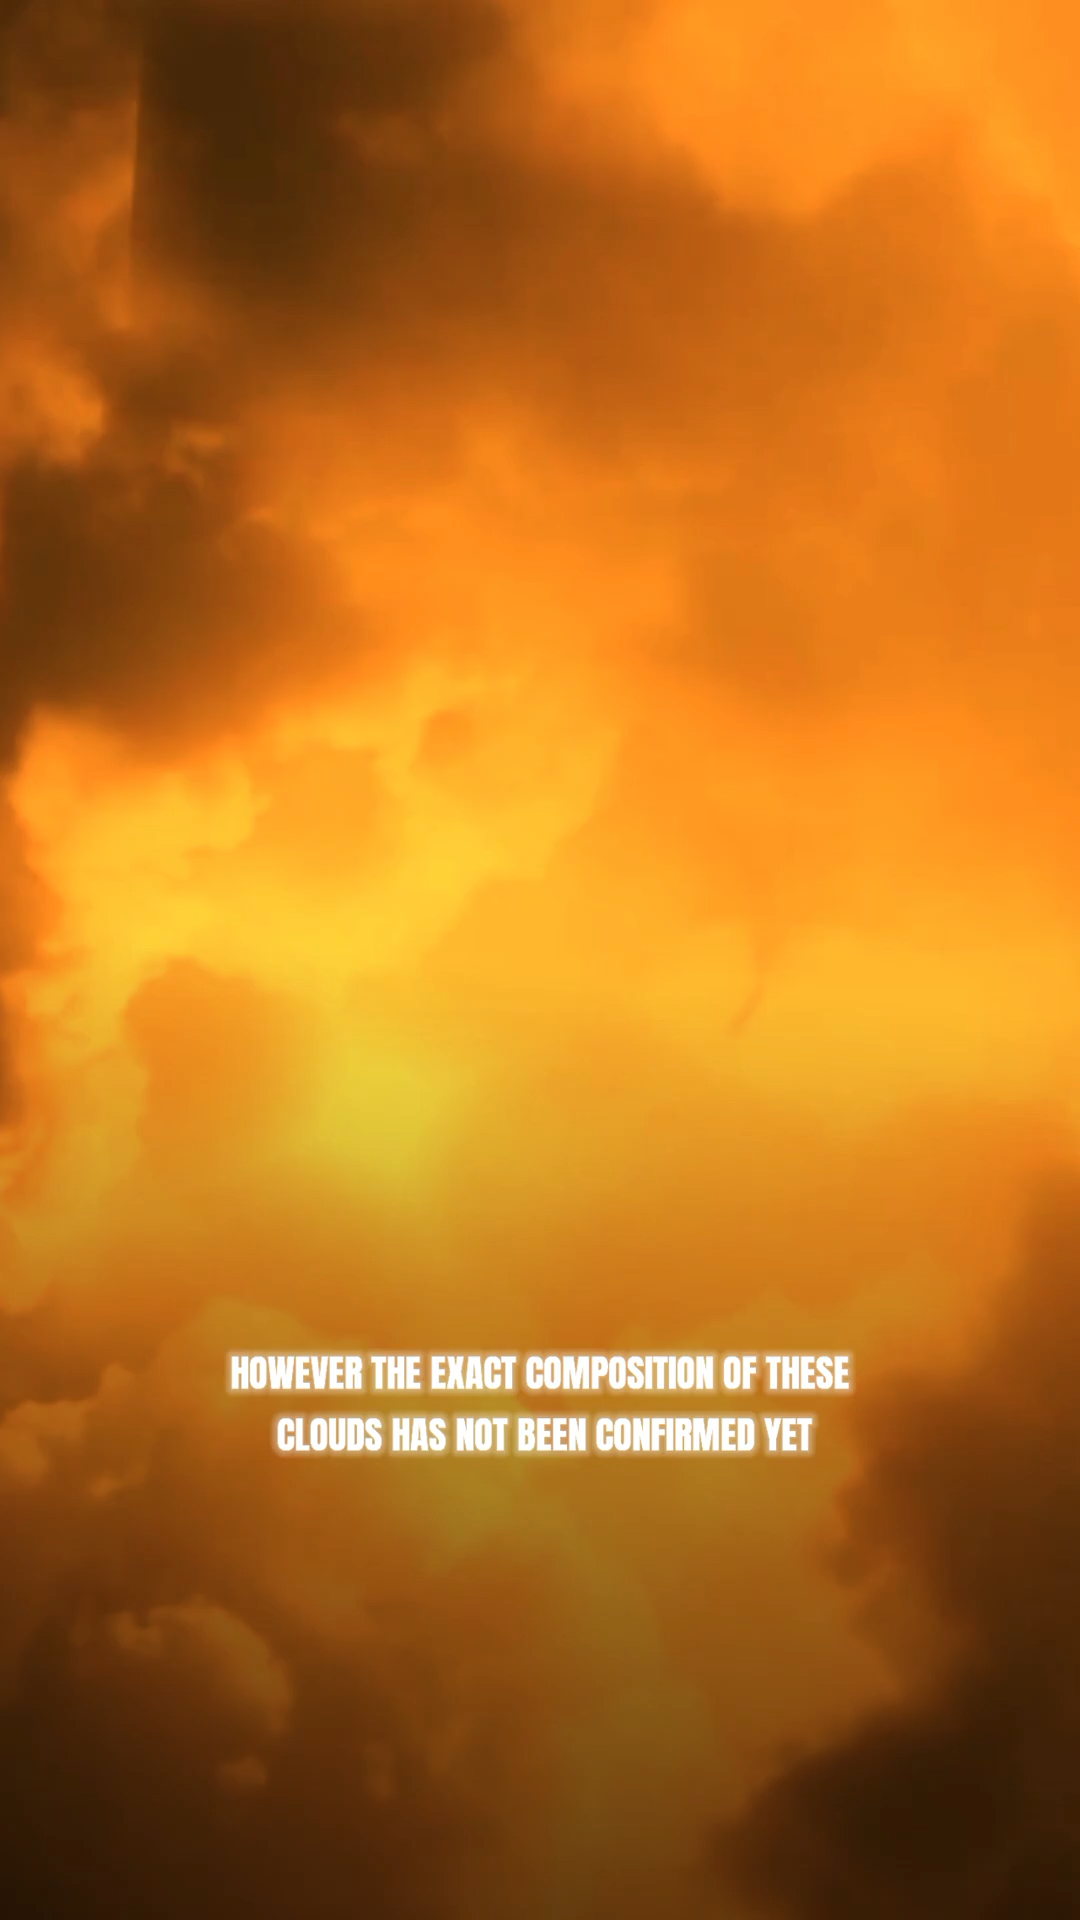 HOWEVER THE EXACT COMPOSITION OF THESE
CLOUDS HAS NOT BEEN CONFIRMED YET